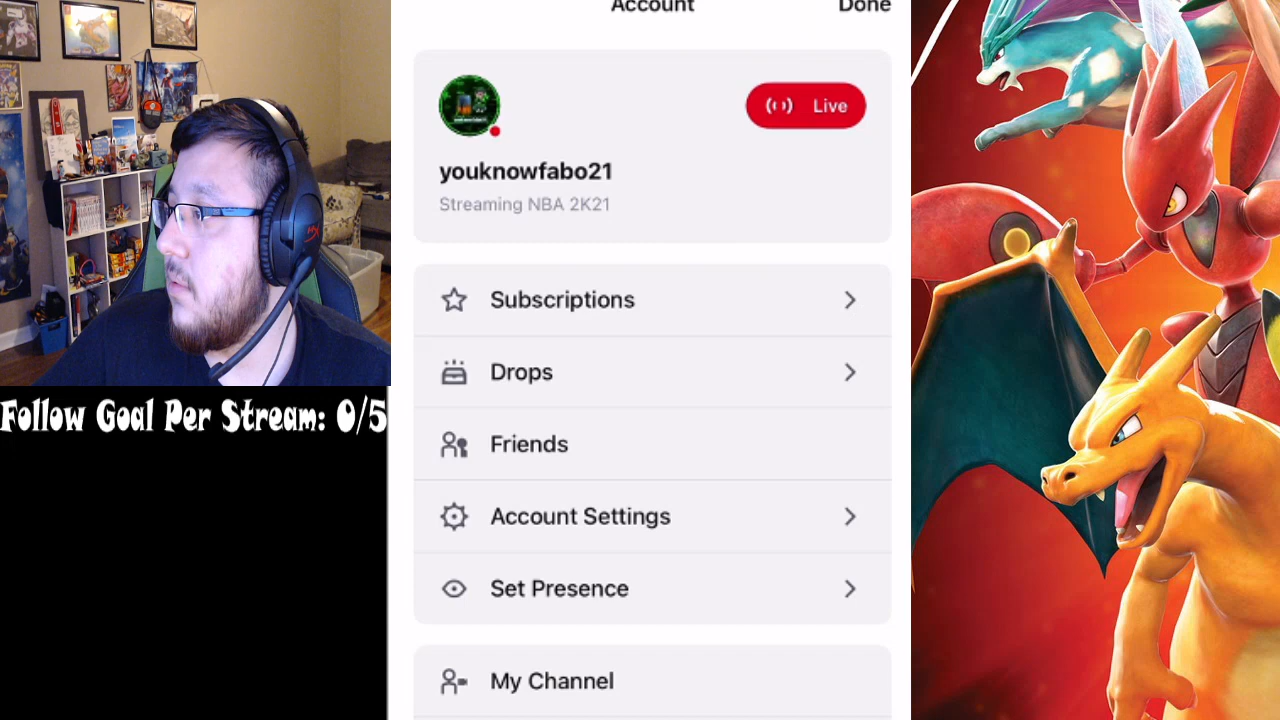 Account
Done
Live
youknowfabo21
Streaming NBA 2K21
Subscriptions
Drops
Friends
Account Settings
Set Presence
My Channel
Follow Goal Per Stream: 0/5